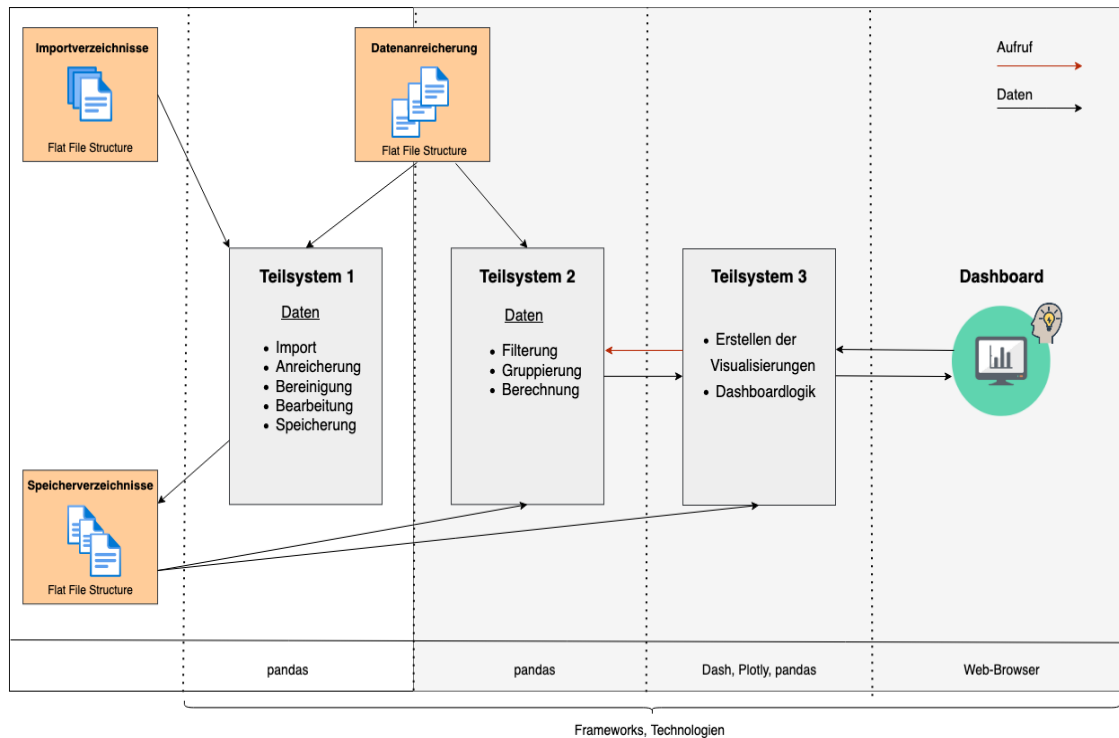 Importverzeichnisse
Flat File Structure
Datenanreicherung
Flat File Structure
Aufruf
Daten
Teilsystem 1
Daten
• Import
• Anreicherung
• Bereinigung
• Bearbeitung
• Speicherung
Teilsystem 2
Daten
• Filterung
• Gruppierung
• Berechnung
Teilsystem 3
• Erstellen der
Visualisierungen
• Dashboardlogik
Dashboard
Speicherverzeichnisse
Flat File Structure
pandas
pandas
Dash, Plotly, pandas
Web-Browser
Frameworks, Technologien